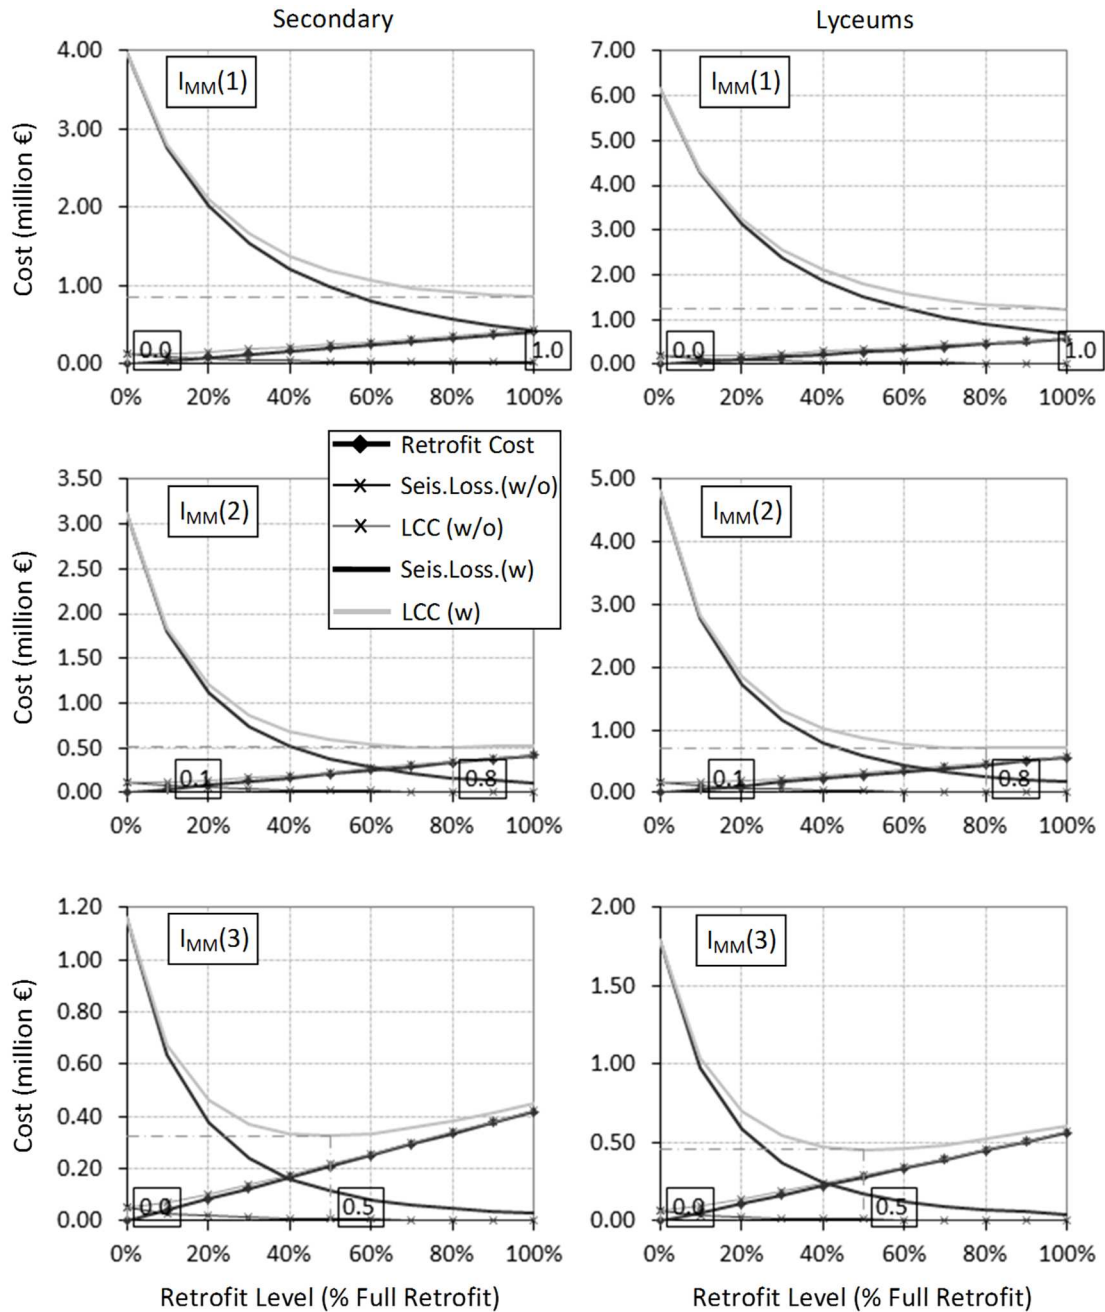 Secondary
Lyceums
4.00
3.00
2.00
1.00
0.00
Cost (million €)
I_MM(1)
0.0
1.0
0% 20% 40% 60% 80% 100%
7.00
6.00
5.00
4.00
3.00
2.00
1.00
0.00
I_MM(1)
0.0
1.0
0% 20% 40% 60% 80% 100%
3.50
3.00
2.50
2.00
1.50
1.00
0.50
0.00
Cost (million €)
I_MM(2)
Retrofit Cost
Seis.Loss.(w/o)
LCC (w/o)
Seis.Loss.(w)
LCC (w)
0.1
0.8
0% 20% 40% 60% 80% 100%
5.00
4.00
3.00
2.00
1.00
0.00
I_MM(2)
0.1
0.8
0% 20% 40% 60% 80% 100%
1.20
1.00
0.80
0.60
0.40
0.20
0.00
Cost (million €)
I_MM(3)
0.0
0.5
0% 20% 40% 60% 80% 100%
Retrofit Level (% Full Retrofit)
2.00
1.50
1.00
0.50
0.00
I_MM(3)
0.0
0.5
0% 20% 40% 60% 80% 100%
Retrofit Level (% Full Retrofit)